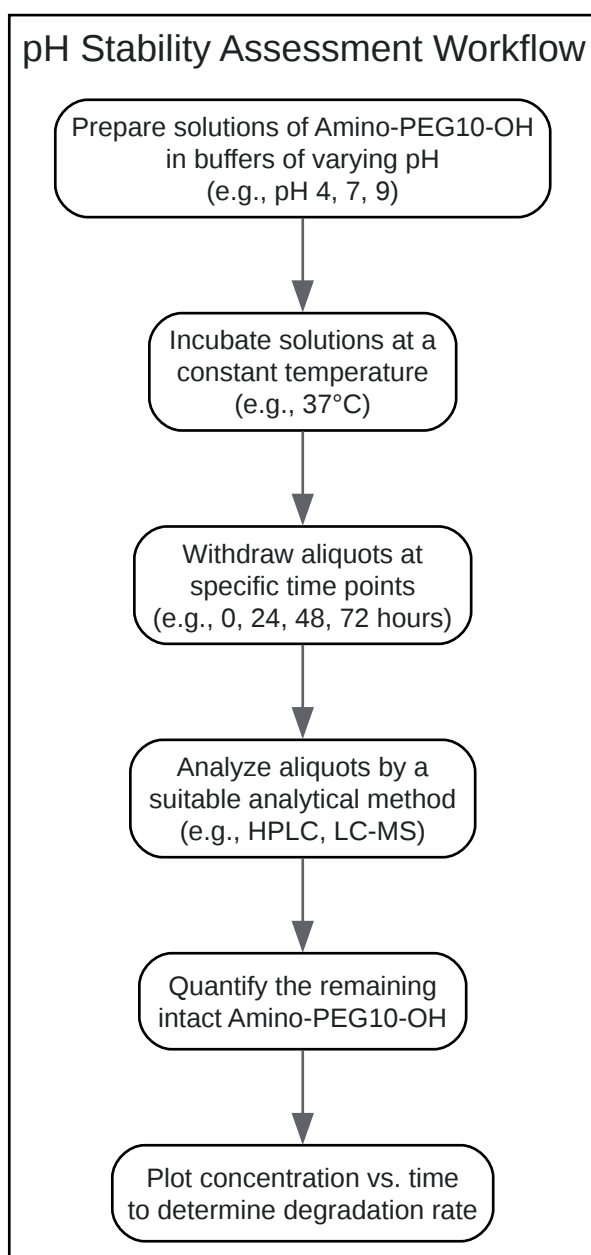 pH Stability Assessment Workflow
Prepare solutions of Amino-PEG10-OH
in buffers of varying pH
(e.g., pH 4, 7, 9)
Incubate solutions at a
constant temperature
(e.g., 37°C)
Withdraw aliquots at
specific time points
(e.g., 0, 24, 48, 72 hours)
Analyze aliquots by a
suitable analytical method
(e.g., HPLC, LC-MS)
Quantify the remaining
intact Amino-PEG10-OH
Plot concentration vs. time
to determine degradation rate